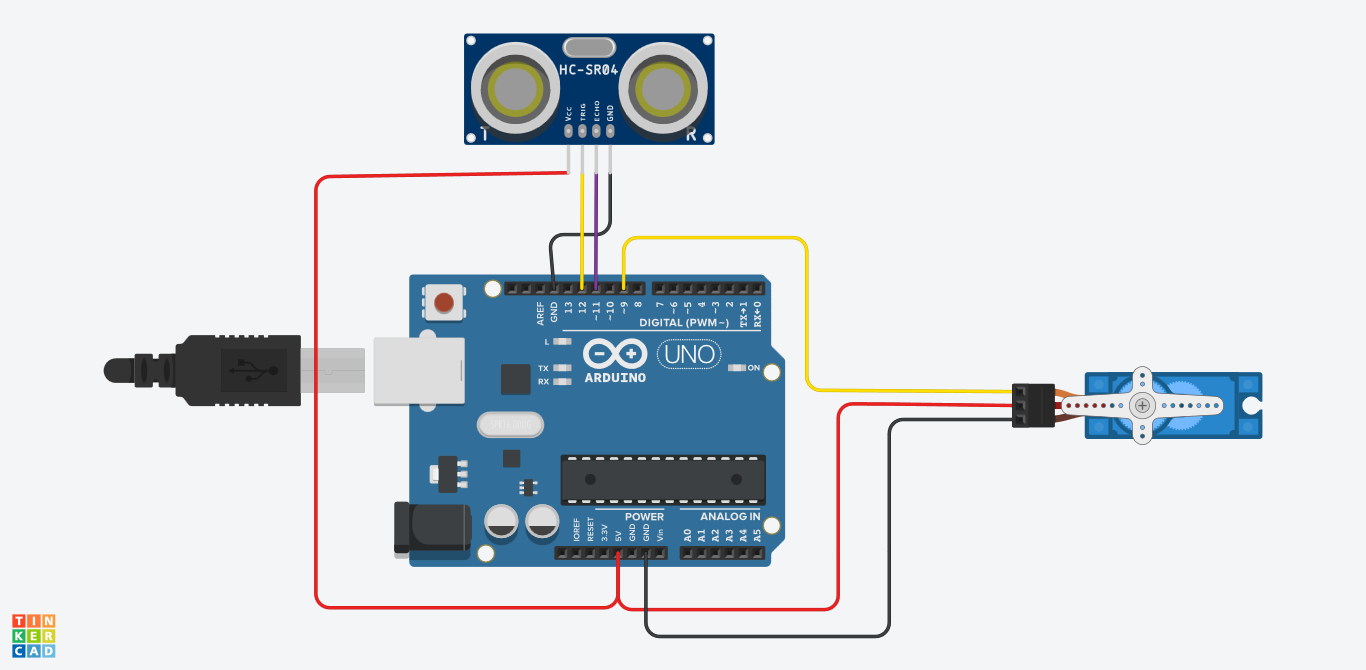 HC-SR04
VCC
TRIG
ECHO
GND
T
R
AREF
GND
13
12
~11
~10
~9
8
7
~6
~5
4
~3
2
TX→1
RX←0
DIGITAL (PWM~)
L
TX
RX
ARDUINO
UNO
ON
POWER
ANALOG IN
IOREF
RESET
3.3V
5V
GND
GND
Vin
A0
A1
A2
A3
A4
A5
TIN
KER
CAD